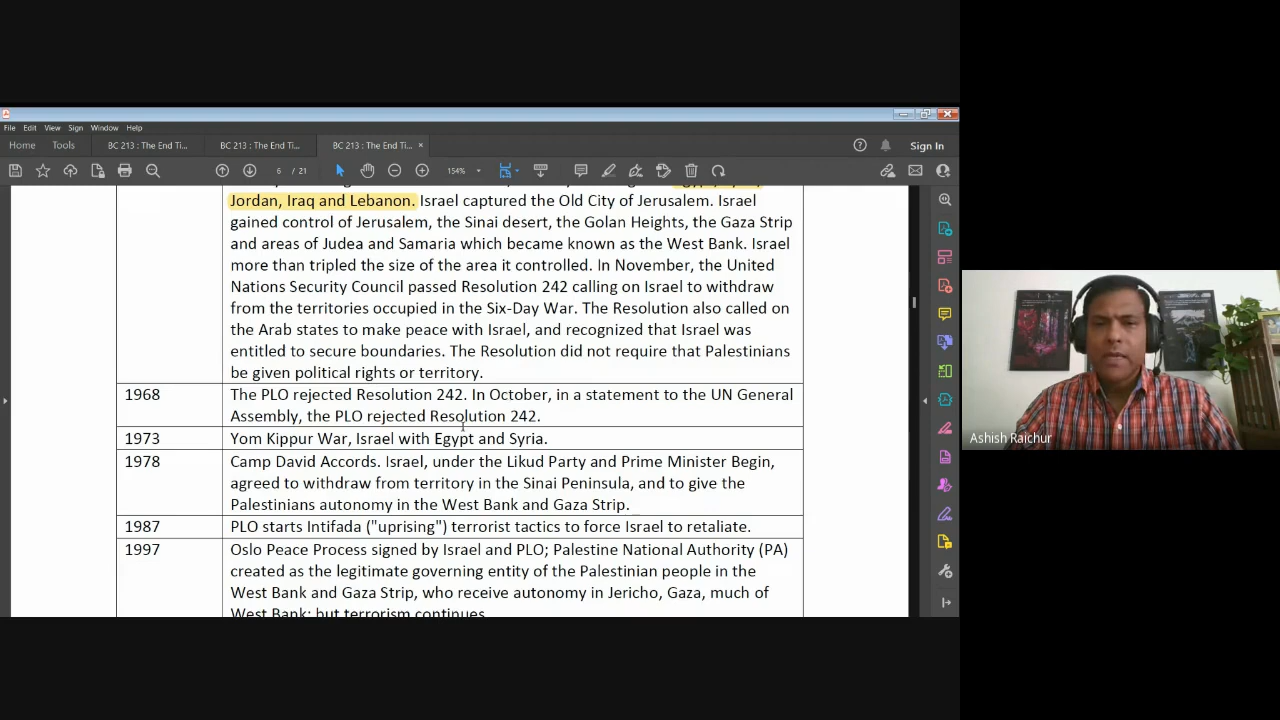 File Edit View Sign Window Help
Home Tools BC 213 : The End Ti... BC 213 : The End Ti... BC 213 : The End Ti... × Sign In
6 / 21 154%
Jordan, Iraq and Lebanon. Israel captured the Old City of Jerusalem. Israel
gained control of Jerusalem, the Sinai desert, the Golan Heights, the Gaza Strip
and areas of Judea and Samaria which became known as the West Bank. Israel
more than tripled the size of the area it controlled. In November, the United
Nations Security Council passed Resolution 242 calling on Israel to withdraw
from the territories occupied in the Six-Day War. The Resolution also called on
the Arab states to make peace with Israel, and recognized that Israel was
entitled to secure boundaries. The Resolution did not require that Palestinians
be given political rights or territory.
1968 The PLO rejected Resolution 242. In October, in a statement to the UN General
Assembly, the PLO rejected Resolution 242.
1973 Yom Kippur War, Israel with Egypt and Syria.
1978 Camp David Accords. Israel, under the Likud Party and Prime Minister Begin,
agreed to withdraw from territory in the Sinai Peninsula, and to give the
Palestinians autonomy in the West Bank and Gaza Strip.
1987 PLO starts Intifada ("uprising") terrorist tactics to force Israel to retaliate.
1997 Oslo Peace Process signed by Israel and PLO; Palestine National Authority (PA)
created as the legitimate governing entity of the Palestinian people in the
West Bank and Gaza Strip, who receive autonomy in Jericho, Gaza, much of
West Bank; but terrorism continues.
Ashish Raichur